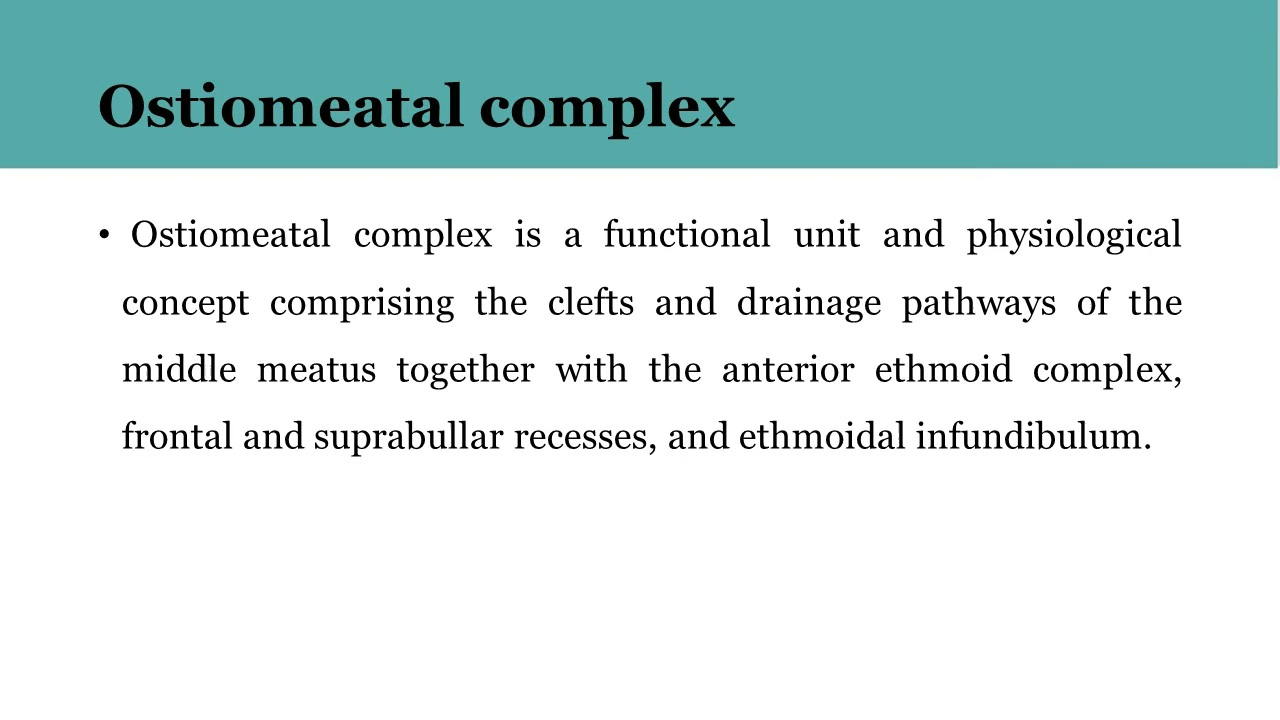 Ostiomeatal complex
• Ostiomeatal complex is a functional unit and physiological
concept comprising the clefts and drainage pathways of the
middle meatus together with the anterior ethmoid complex,
frontal and suprabullar recesses, and ethmoidal infundibulum.